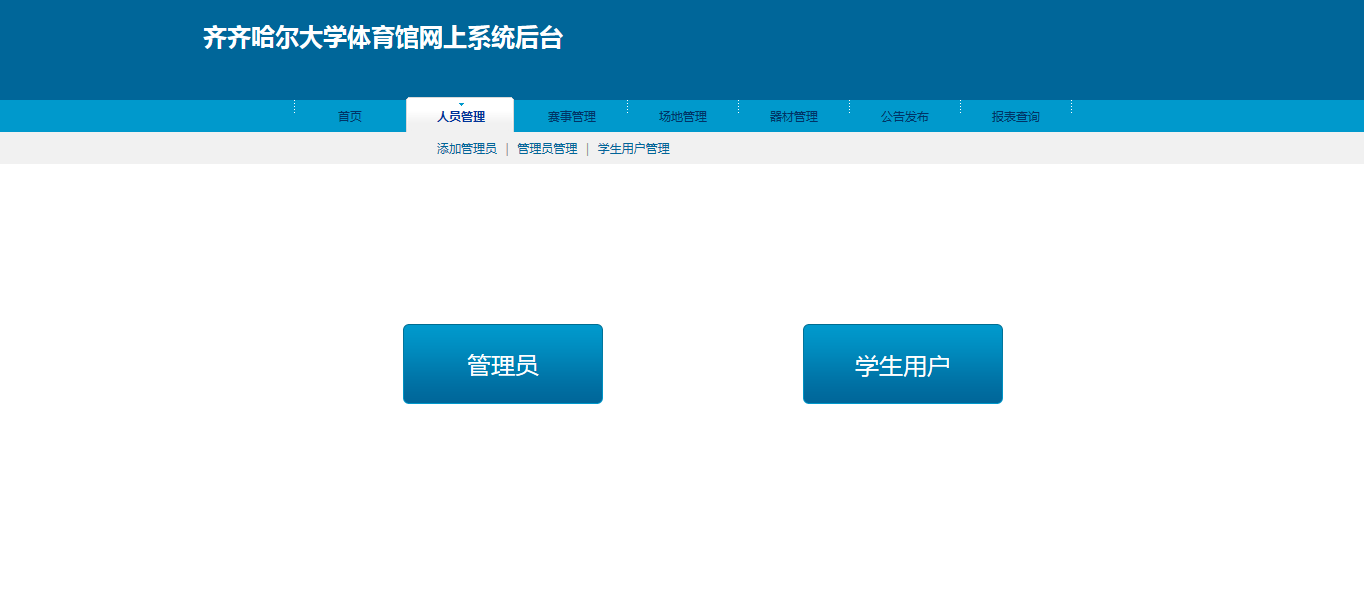 齐齐哈尔大学体育馆网上系统后台
首页 人员管理 赛事管理 场地管理 器材管理 公告发布 报表查询
添加管理员 | 管理员管理 | 学生用户管理
管理员 学生用户